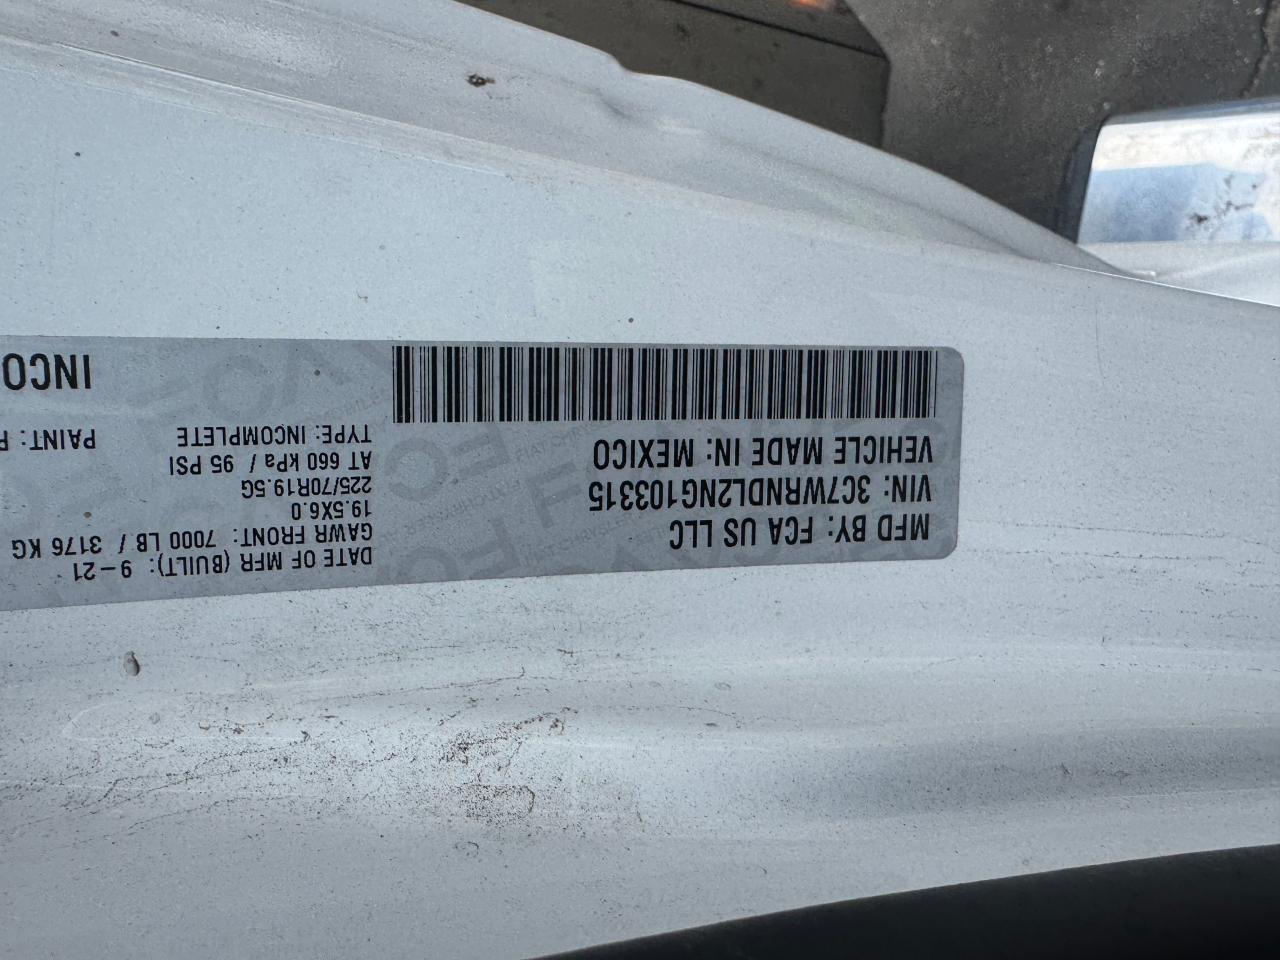 MFD BY: FCA US LLC
VIN: 3C7WRNDL2NG103315
VEHICLE MADE IN: MEXICO
DATE OF MFR (BUILT): 9-21
GAWR FRONT: 7000 LB / 3176 KG
19.5X6.0
225/70R19.5G
AT 660 kPa / 95 PSI
TYPE: INCOMPLETE
PAINT:
INCO